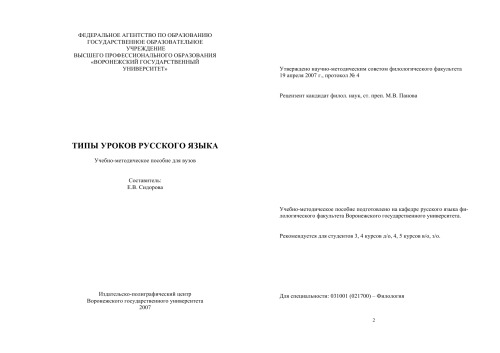 ФЕДЕРАЛЬНОЕ АГЕНТСТВО ПО ОБРАЗОВАНИЮ
ГОСУДАРСТВЕННОЕ ОБРАЗОВАТЕЛЬНОЕ
УЧРЕЖДЕНИЕ
ВЫСШЕГО ПРОФЕССИОНАЛЬНОГО ОБРАЗОВАНИЯ
«ВОРОНЕЖСКИЙ ГОСУДАРСТВЕННЫЙ
УНИВЕРСИТЕТ»
ТИПЫ УРОКОВ РУССКОГО ЯЗЫКА
Учебно-методическое пособие для вузов
Составитель:
Е.В. Сидорова
Издательско-полиграфический центр
Воронежского государственного университета
2007
Утверждено научно-методическим советом филологического факультета
19 апреля 2007 г., протокол № 4
Рецензент кандидат филол. наук, ст. преп. М.В. Панова
Учебно-методическое пособие подготовлено на кафедре русского языка фи-
лологического факультета Воронежского государственного университета.
Рекомендуется для студентов 3, 4 курсов д/о, 4, 5 курсов в/о, з/о.
Для специальности: 031001 (021700) – Филология
2